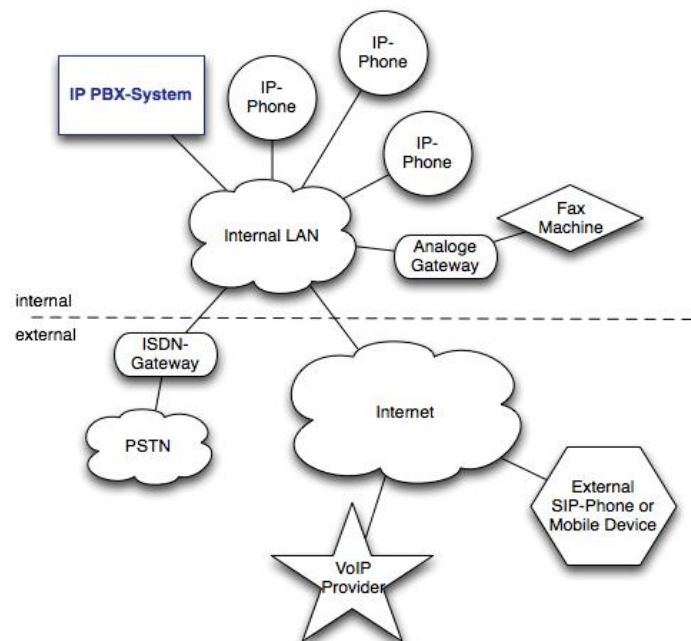 IP-
Phone
IP-
Phone
IP PBX-System
IP-
Phone
Internal LAN
Fax
Machine
Analoge
Gateway
internal
external
ISDN-
Gateway
Internet
PSTN
External
SIP-Phone or
Mobile Device
VoIP
Provider